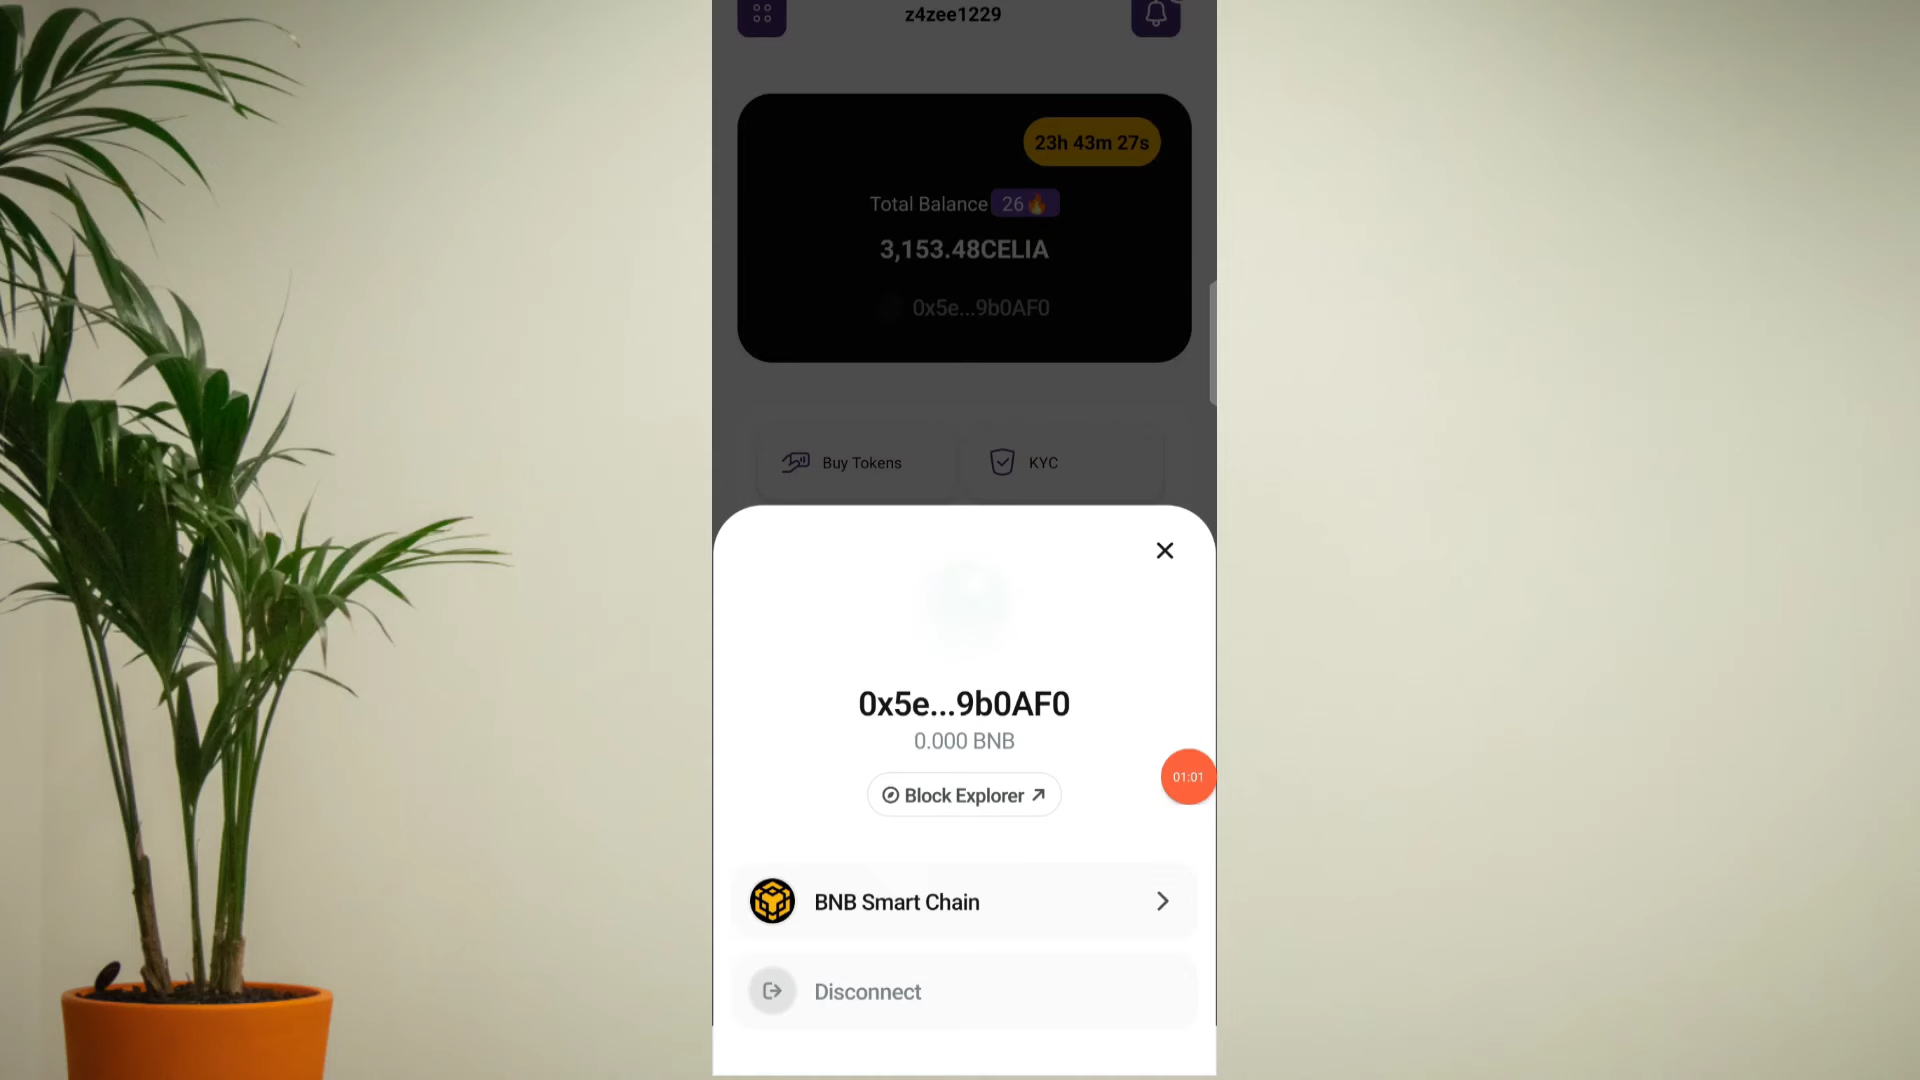 z4zee1229
23h 43m 27s
Total Balance 26🔥
3,153.48CELIA
0x5e...9b0AF0
Buy Tokens
KYC
0x5e...9b0AF0
0.000 BNB
Block Explorer
01:01
BNB Smart Chain
Disconnect